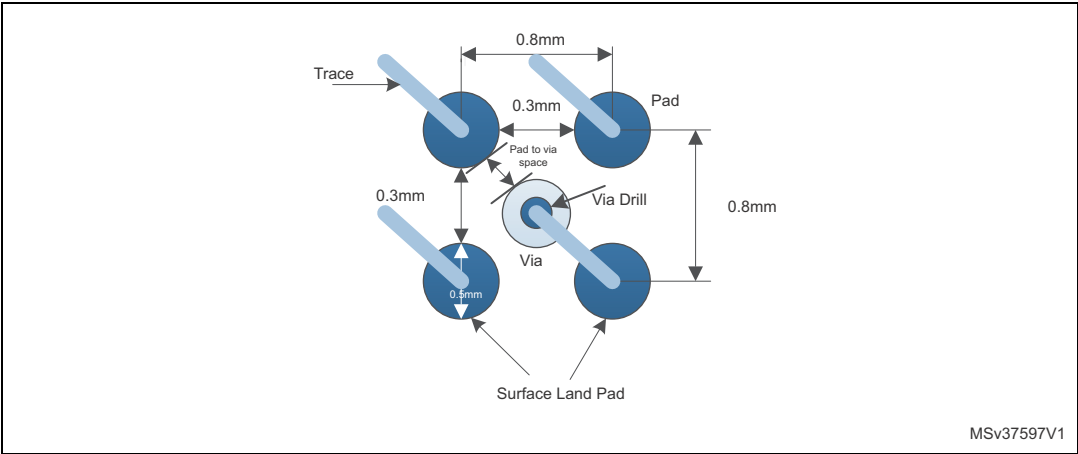 0.8mm
Trace
Pad
0.3mm
Pad to via
space
0.3mm
Via Drill
0.8mm
Via
0.5mm
Surface Land Pad
MSv37597V1